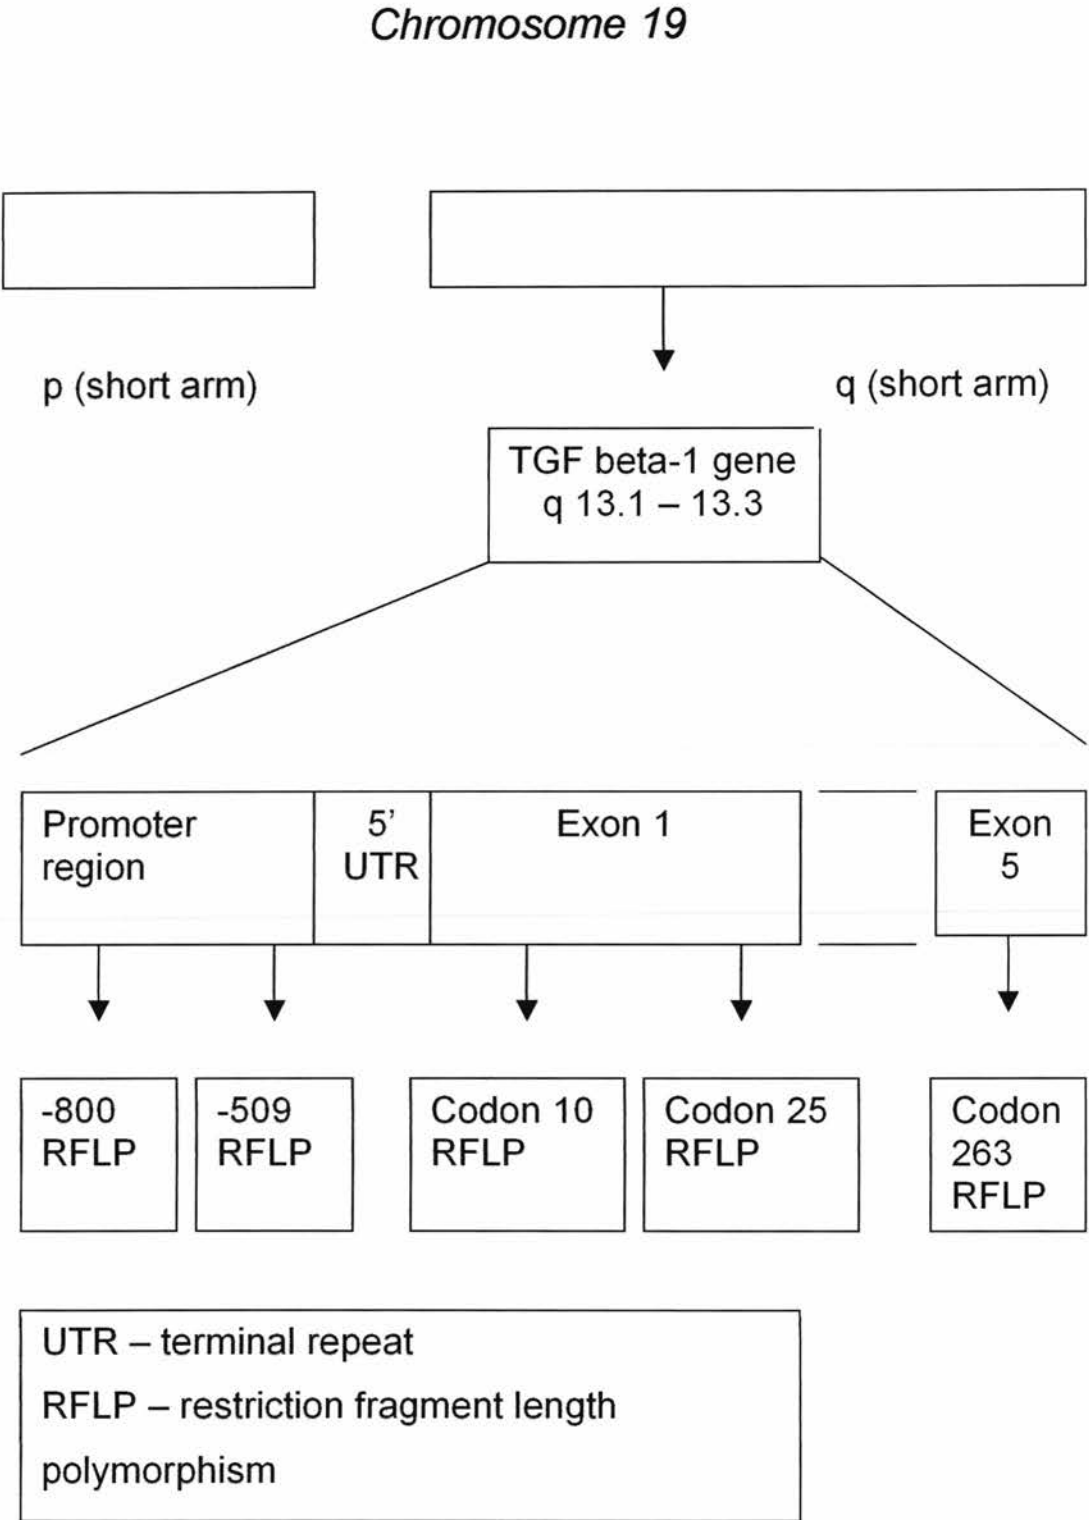 Chromosome 19
p (short arm)
q (short arm)
TGF beta-1 gene
q 13.1 – 13.3
Promoter
region
5’
UTR
Exon 1
Exon
5
-800
RFLP
-509
RFLP
Codon 10
RFLP
Codon 25
RFLP
Codon
263
RFLP
UTR – terminal repeat
RFLP – restriction fragment length
polymorphism